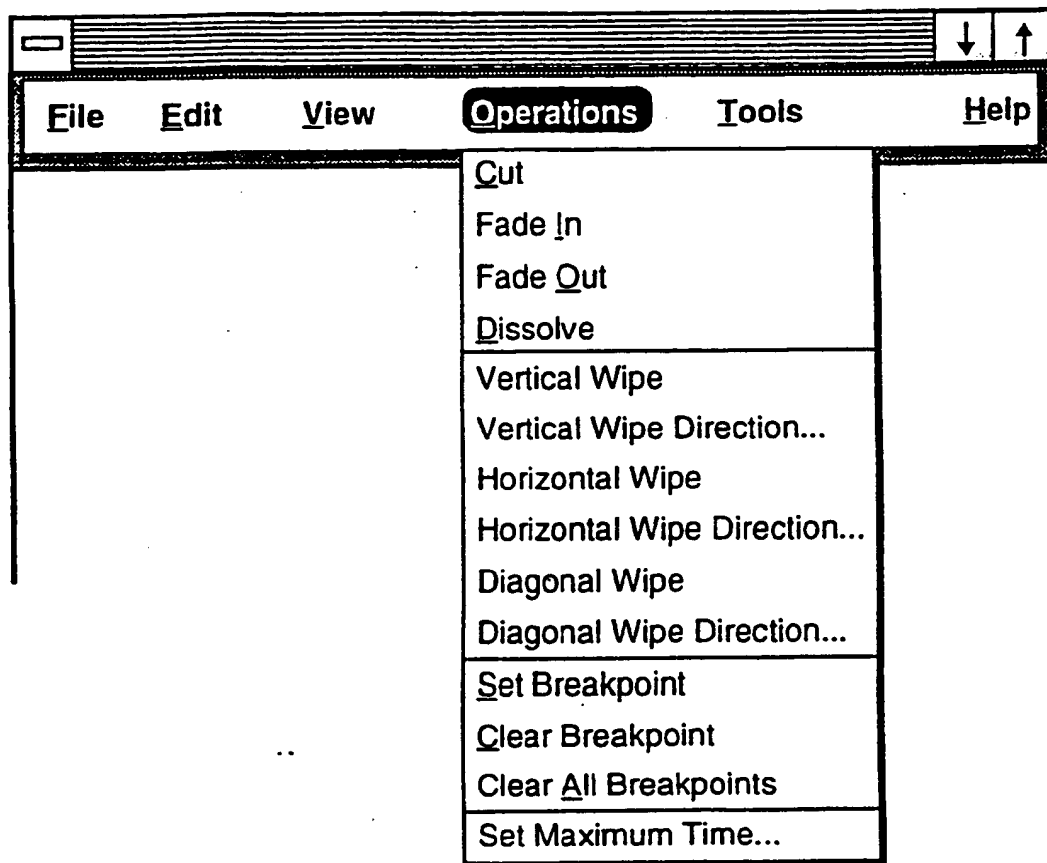 File Edit View Operations Tools Help
Cut
Fade In
Fade Out
Dissolve
Vertical Wipe
Vertical Wipe Direction...
Horizontal Wipe
Horizontal Wipe Direction...
Diagonal Wipe
Diagonal Wipe Direction...
Set Breakpoint
Clear Breakpoint
Clear All Breakpoints
Set Maximum Time...